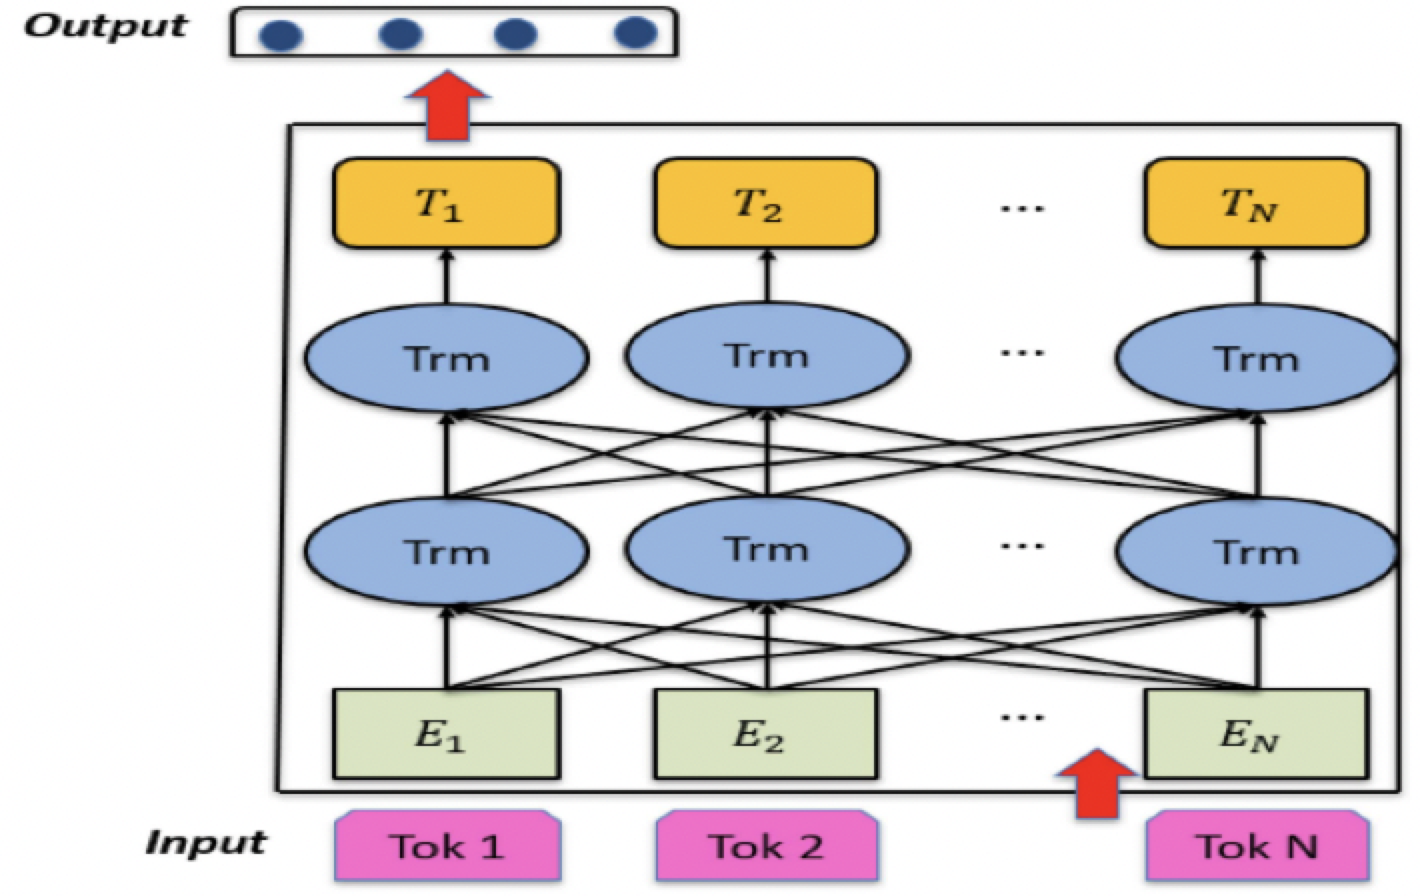 Output
T1 T2 ... TN
Trm Trm ... Trm
Trm Trm ... Trm
E1 E2 ... EN
Input Tok 1 Tok 2 Tok N